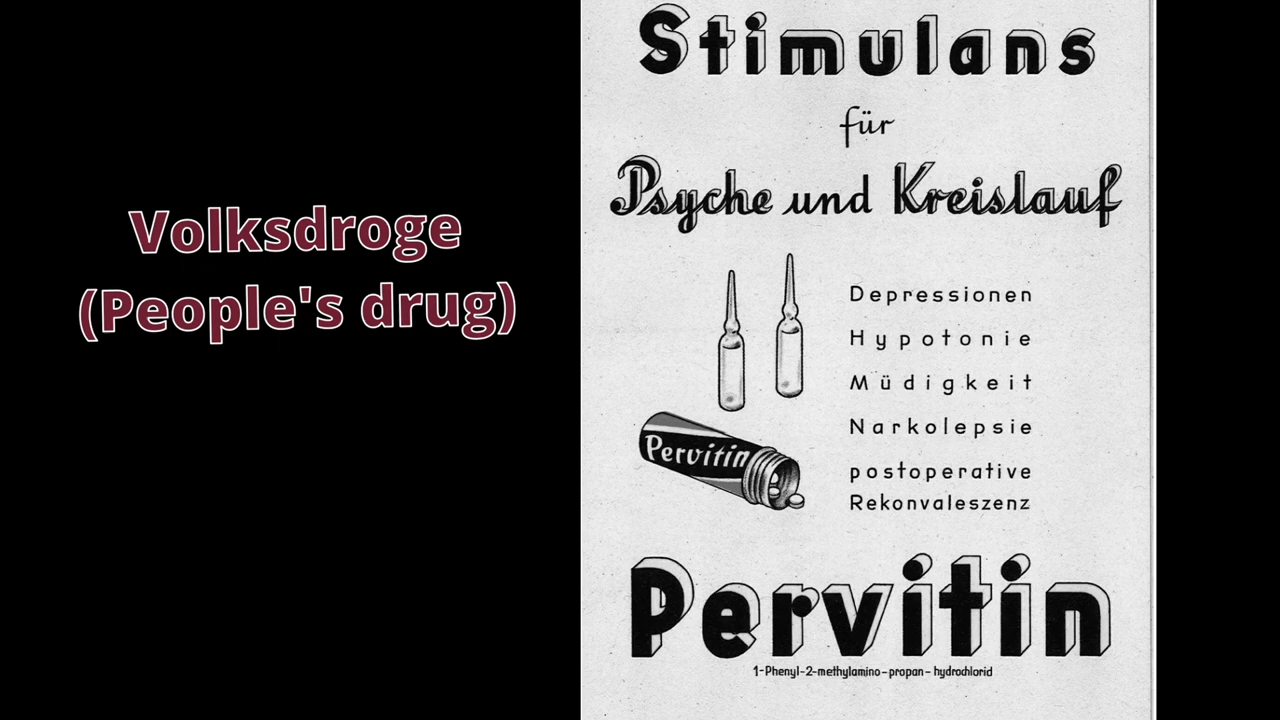 Volksdroge
(People's drug)
Stimulans
für
Psyche und Kreislauf
Depressionen
Hypotonie
Müdigkeit
Narkolepsie
postoperative
Rekonvaleszenz
Pervitin
Pervitin
1-Phenyl-2-methylamino-propan-hydrochlorid